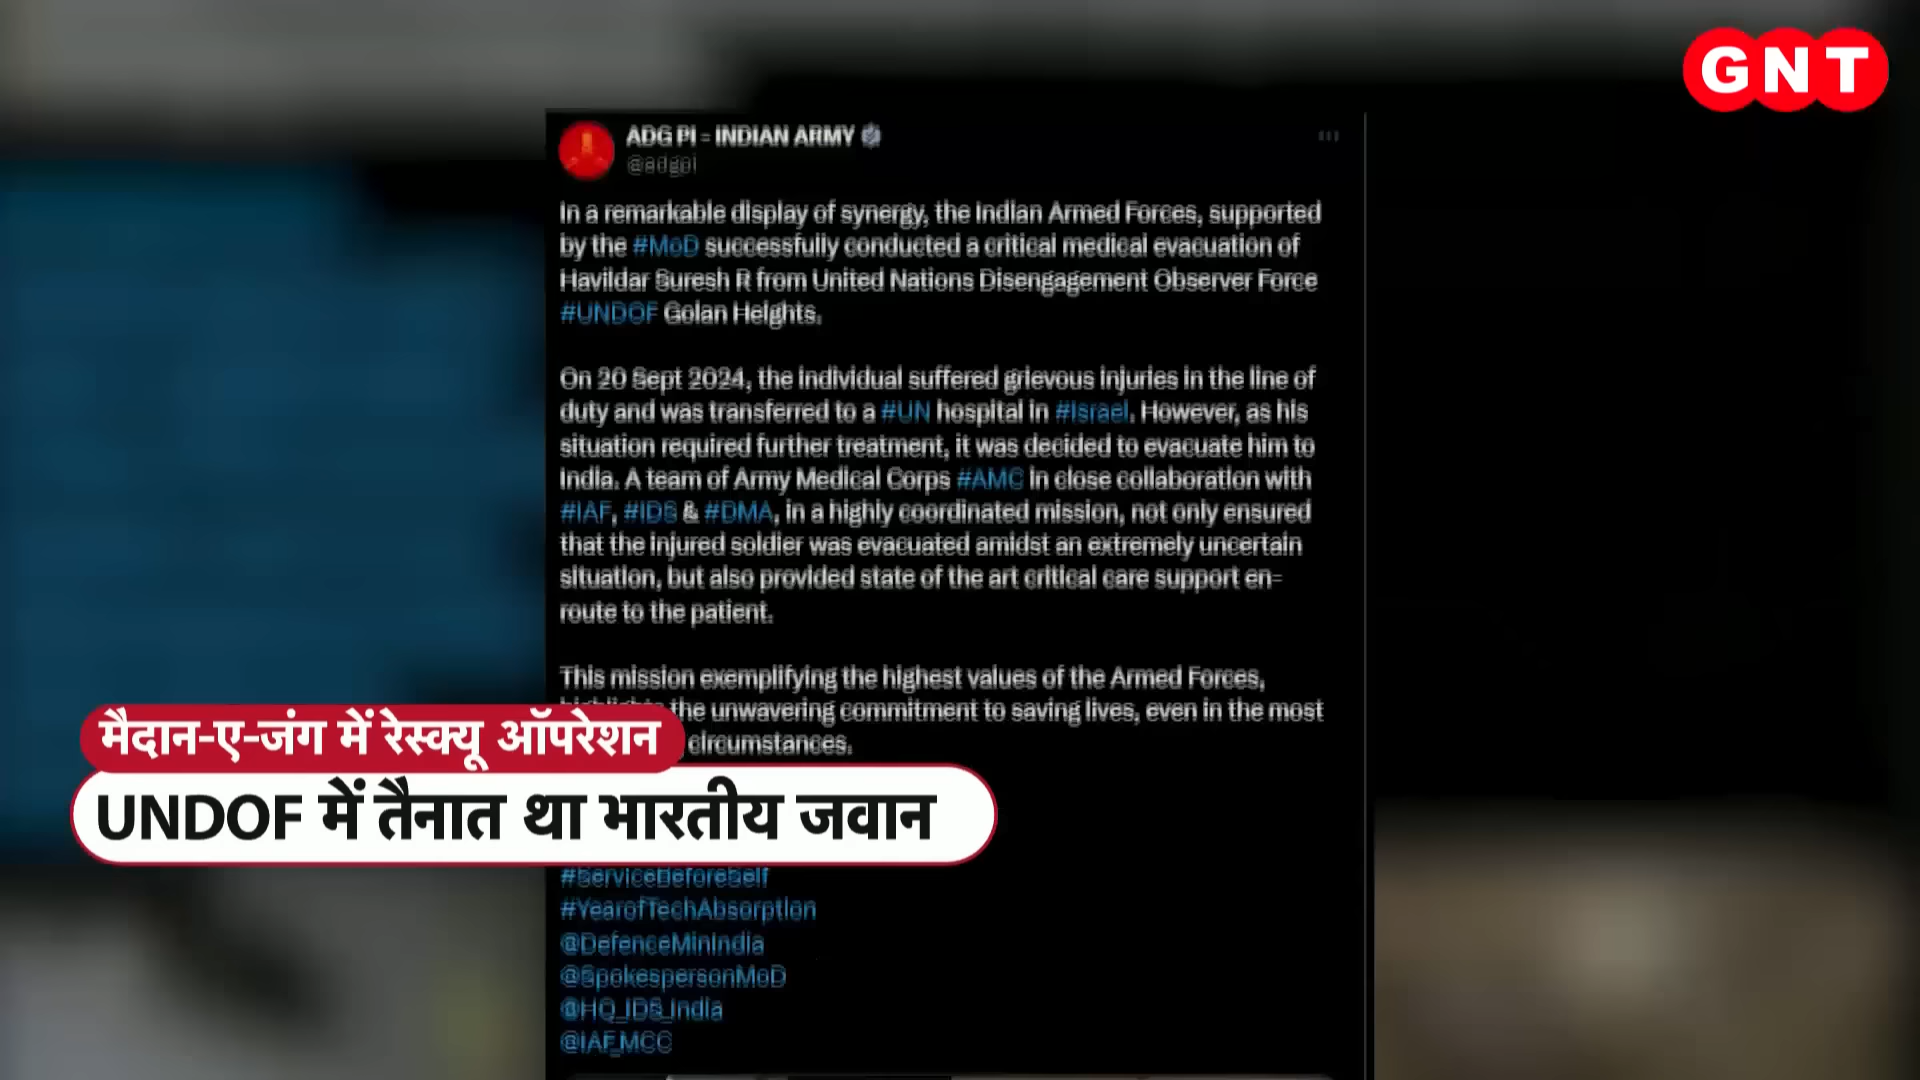 GNT
ADG PI - INDIAN ARMY
@adgpi
In a remarkable display of synergy, the Indian Armed Forces, supported
by the #MoD successfully conducted a critical medical evacuation of
Havildar Suresh R from United Nations Disengagement Observer Force
#UNDOF Golan Heights.
On 20 Sept 2024, the individual suffered grievous injuries in the line of
duty and was transferred to a #UN hospital in #Israel. However, as his
situation required further treatment, it was decided to evacuate him to
India. A team of Army Medical Corps #AMC in close collaboration with
#IAF, #IDS & #DMA, in a highly coordinated mission, not only ensured
that the injured soldier was evacuated amidst an extremely uncertain
situation, but also provided state of the art critical care support en-
route to the patient.
This mission exemplifying the highest values of the Armed Forces,
the unwavering commitment to saving lives, even in the most
circumstances.
मैदान-ए-जंग में रेस्क्यू ऑपरेशन
UNDOF में तैनात था भारतीय जवान
#ServiceBeforeSelf
#YearofTechAbsorption
@DefenceMinIndia
@SpokespersonMoD
@HQ_IDS_India
@IAF_MCC